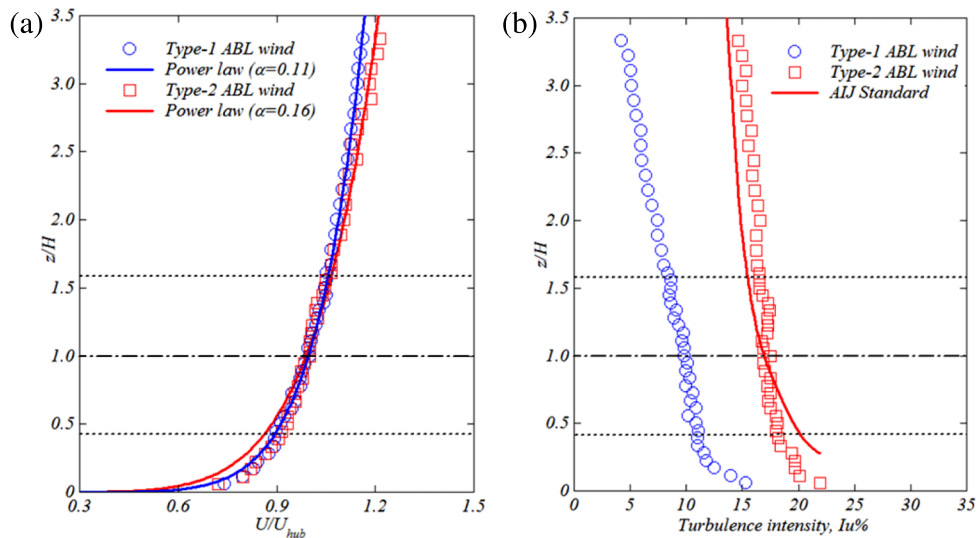 (a)
3.5
3.0
2.5
2.0
1.5
1.0
0.5
0
z/H
Type-1 ABL wind
Power law (α=0.11)
Type-2 ABL wind
Power law (α=0.16)
0.3
0.6
0.9
1.2
1.5
U/Uhub
(b)
3.5
3.0
2.5
2.0
1.5
1.0
0.5
0
z/H
Type-1 ABL wind
Type-2 ABL wind
AIJ Standard
0
5
10
15
20
25
30
35
Turbulence intensity, Iu%